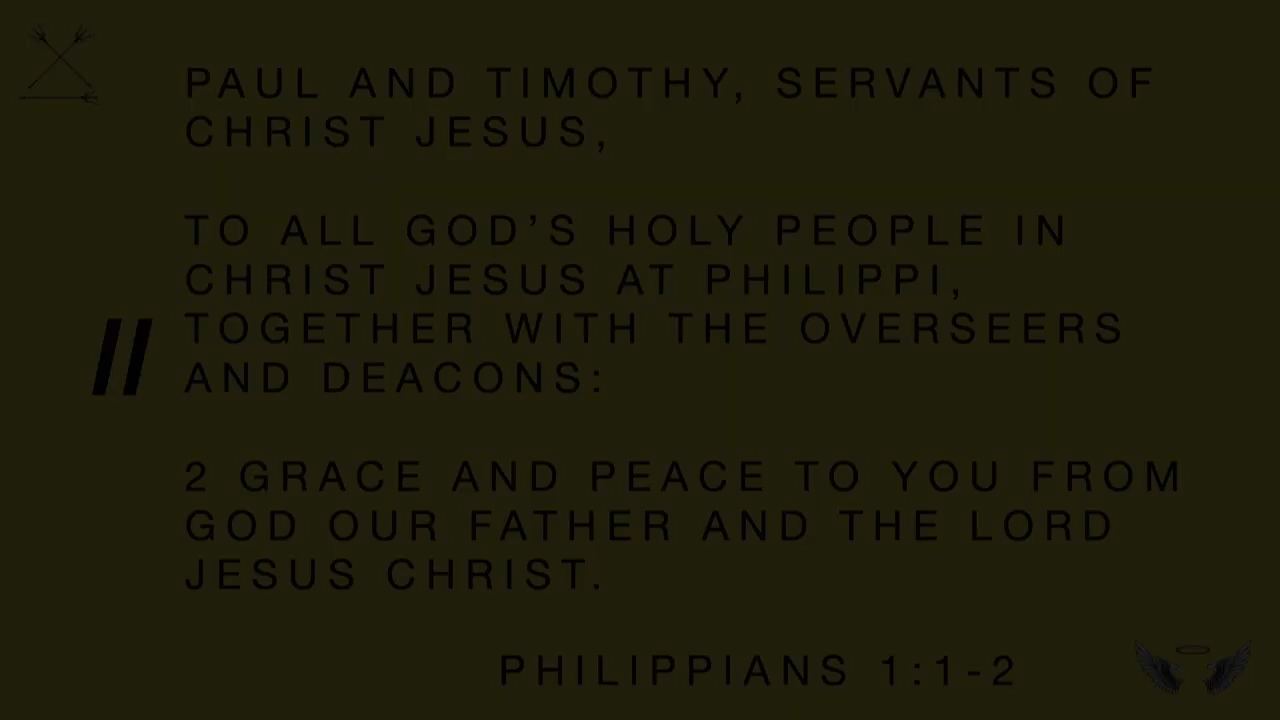 PAUL AND TIMOTHY, SERVANTS OF
CHRIST JESUS,
TO ALL GOD’S HOLY PEOPLE IN
CHRIST JESUS AT PHILIPPI,
TOGETHER WITH THE OVERSEERS
AND DEACONS:
2 GRACE AND PEACE TO YOU FROM
GOD OUR FATHER AND THE LORD
JESUS CHRIST.
PHILIPPIANS 1:1-2